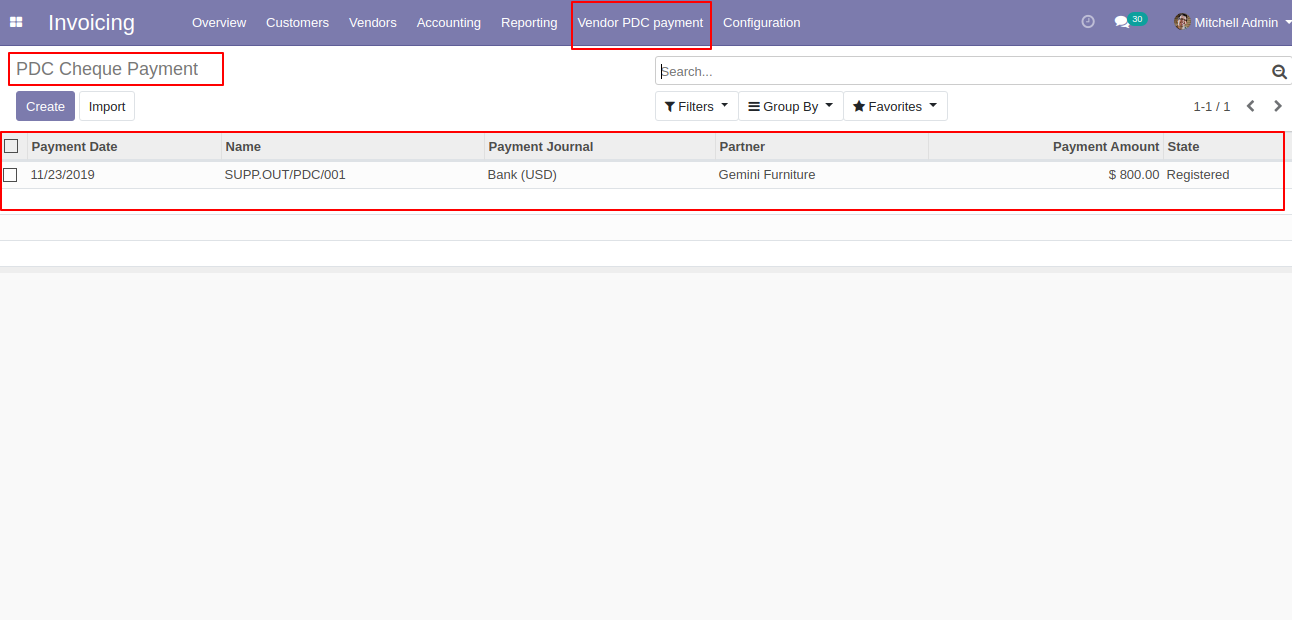 Invoicing Overview Customers Vendors Accounting Reporting Vendor PDC payment Configuration 30 Mitchell Admin
PDC Cheque Payment
Search...
Create Import Filters Group By Favorites 1-1 / 1
Payment Date Name Payment Journal Partner Payment Amount State
11/23/2019 SUPP.OUT/PDC/001 Bank (USD) Gemini Furniture $ 800.00 Registered